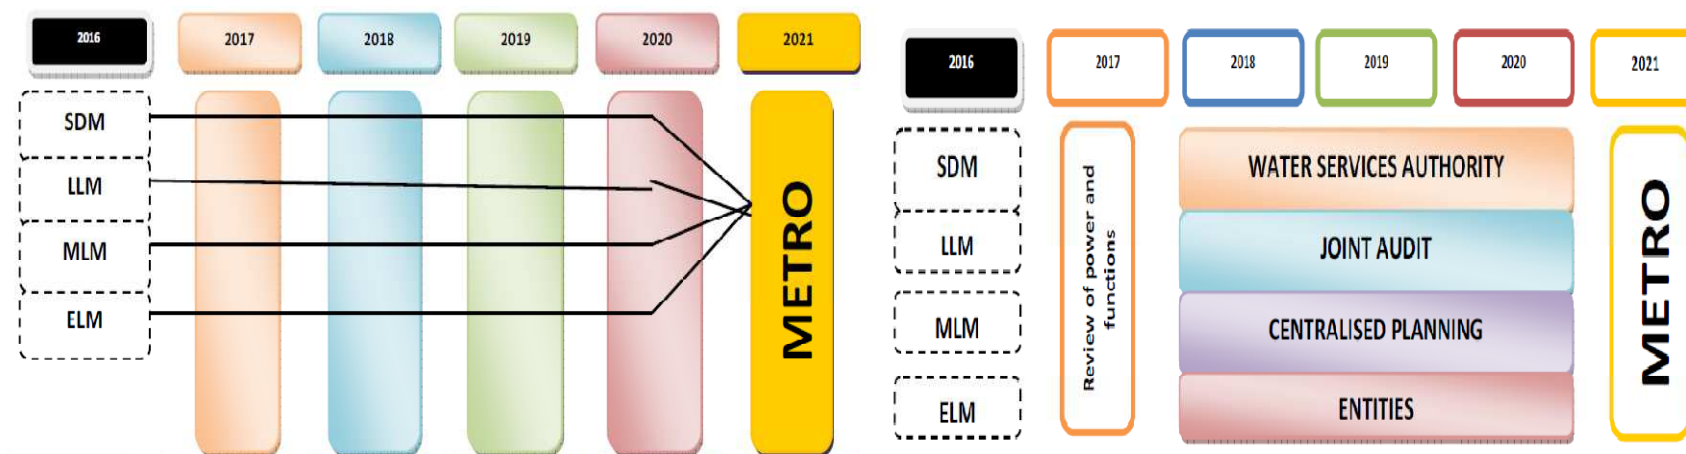 2016
2017
2018
2019
2020
2021
SDM
LLM
MLM
ELM
METRO
2016
2017
2018
2019
2020
2021
SDM
LLM
MLM
ELM
Review of power and
functions
WATER SERVICES AUTHORITY
JOINT AUDIT
CENTRALISED PLANNING
ENTITIES
METRO